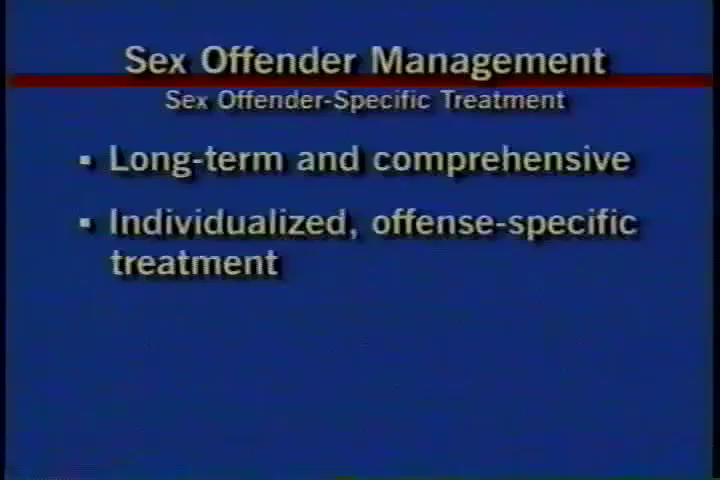 Sex Offender Management
Sex Offender-Specific Treatment
▪ Long-term and comprehensive
▪ Individualized, offense-specific
treatment